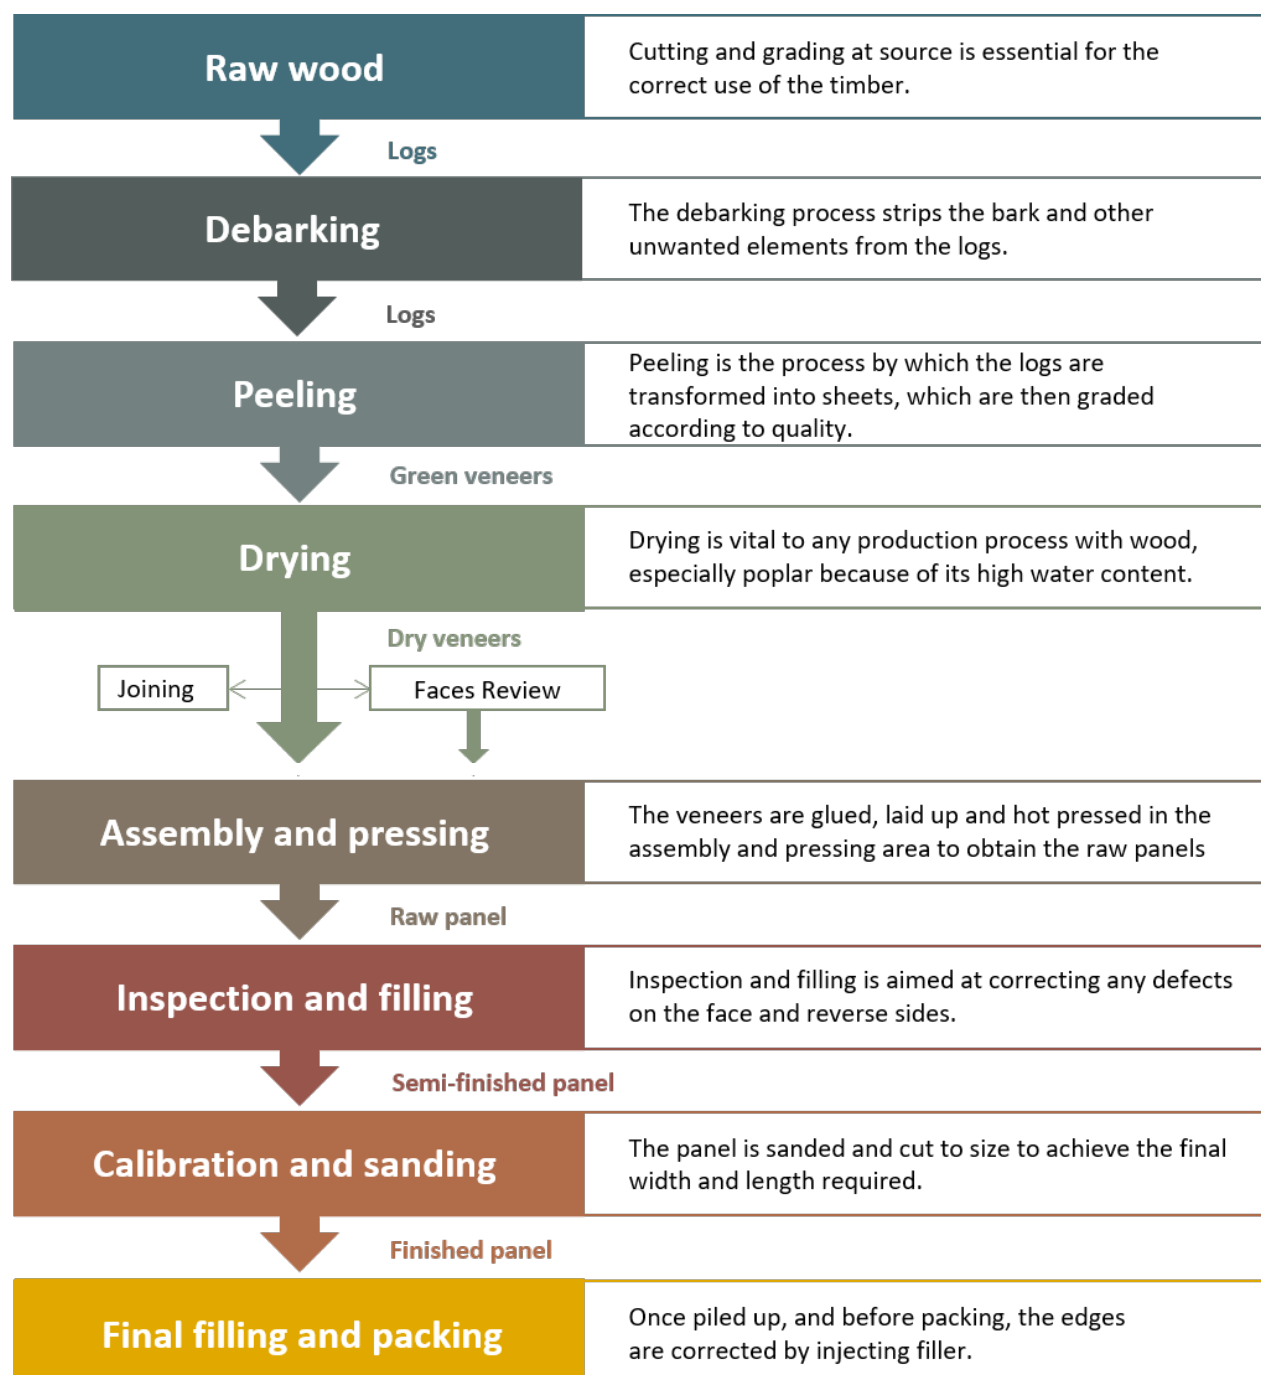 Raw wood
Cutting and grading at source is essential for the
correct use of the timber.
Logs
Debarking
The debarking process strips the bark and other
unwanted elements from the logs.
Logs
Peeling
Peeling is the process by which the logs are
transformed into sheets, which are then graded
according to quality.
Green veneers
Drying
Drying is vital to any production process with wood,
especially poplar because of its high water content.
Dry veneers
Joining
Faces Review
Assembly and pressing
The veneers are glued, laid up and hot pressed in the
assembly and pressing area to obtain the raw panels
Raw panel
Inspection and filling
Inspection and filling is aimed at correcting any defects
on the face and reverse sides.
Semi-finished panel
Calibration and sanding
The panel is sanded and cut to size to achieve the final
width and length required.
Finished panel
Final filling and packing
Once piled up, and before packing, the edges
are corrected by injecting filler.